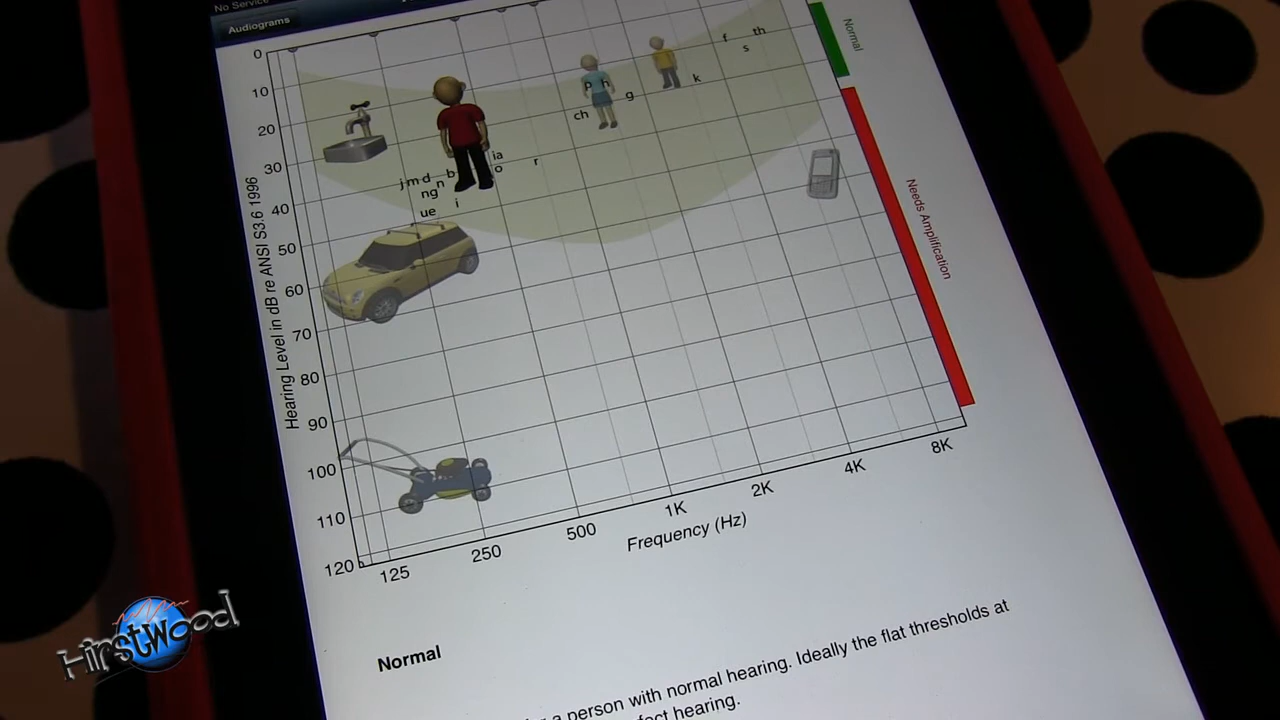 No Service
Audiograms
0
10
20
30
40
50
60
70
80
90
100
110
120
Hearing Level in dB re ANSI S3.6 1996
f th
s
p h
k
g
ch
ia
o
r
j m d b
ng n
ue i
Normal
Needs Amplification
125
250
500
1K
2K
4K
8K
Frequency (Hz)
Normal
a person with normal hearing. Ideally the flat thresholds at
hearing.
Hirstwood